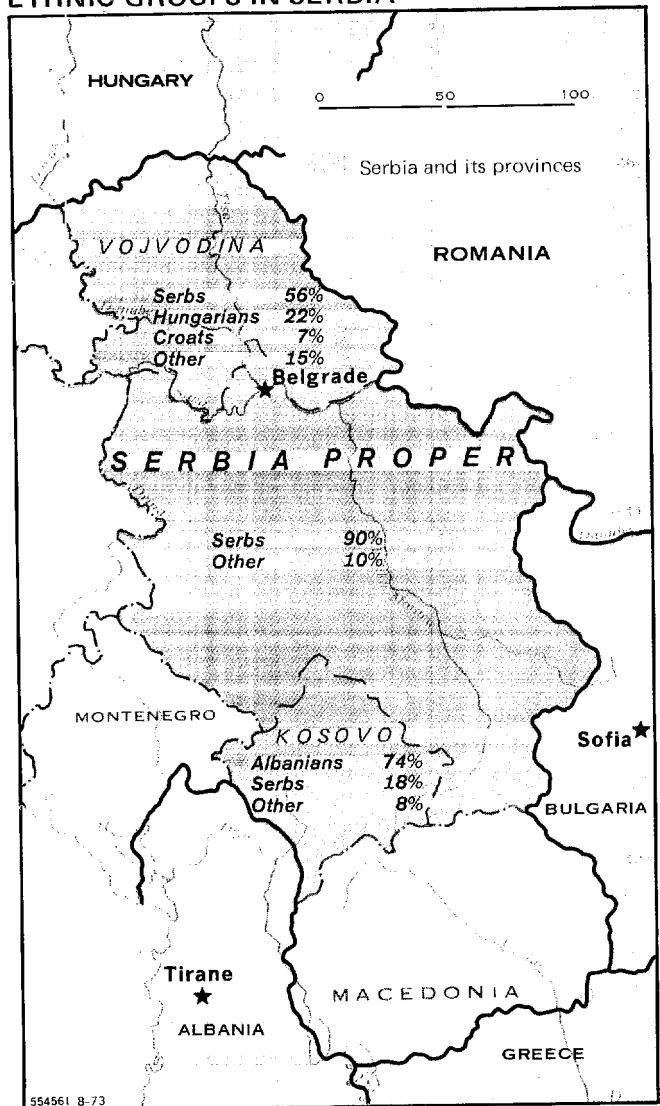 ETHNIC GROUPS IN SERBIA
HUNGARY
0 50 100
Serbia and its provinces
VOJVODINA
ROMANIA
Serbs 56%
Hungarians 22%
Croats 7%
Other 15%
Belgrade
SERBIA PROPER
Serbs 90%
Other 10%
MONTENEGRO
KOSOVO
Sofia
Albanians 74%
Serbs 18%
Other 8%
BULGARIA
Tirane
MACEDONIA
ALBANIA
GREECE
554561 8-73